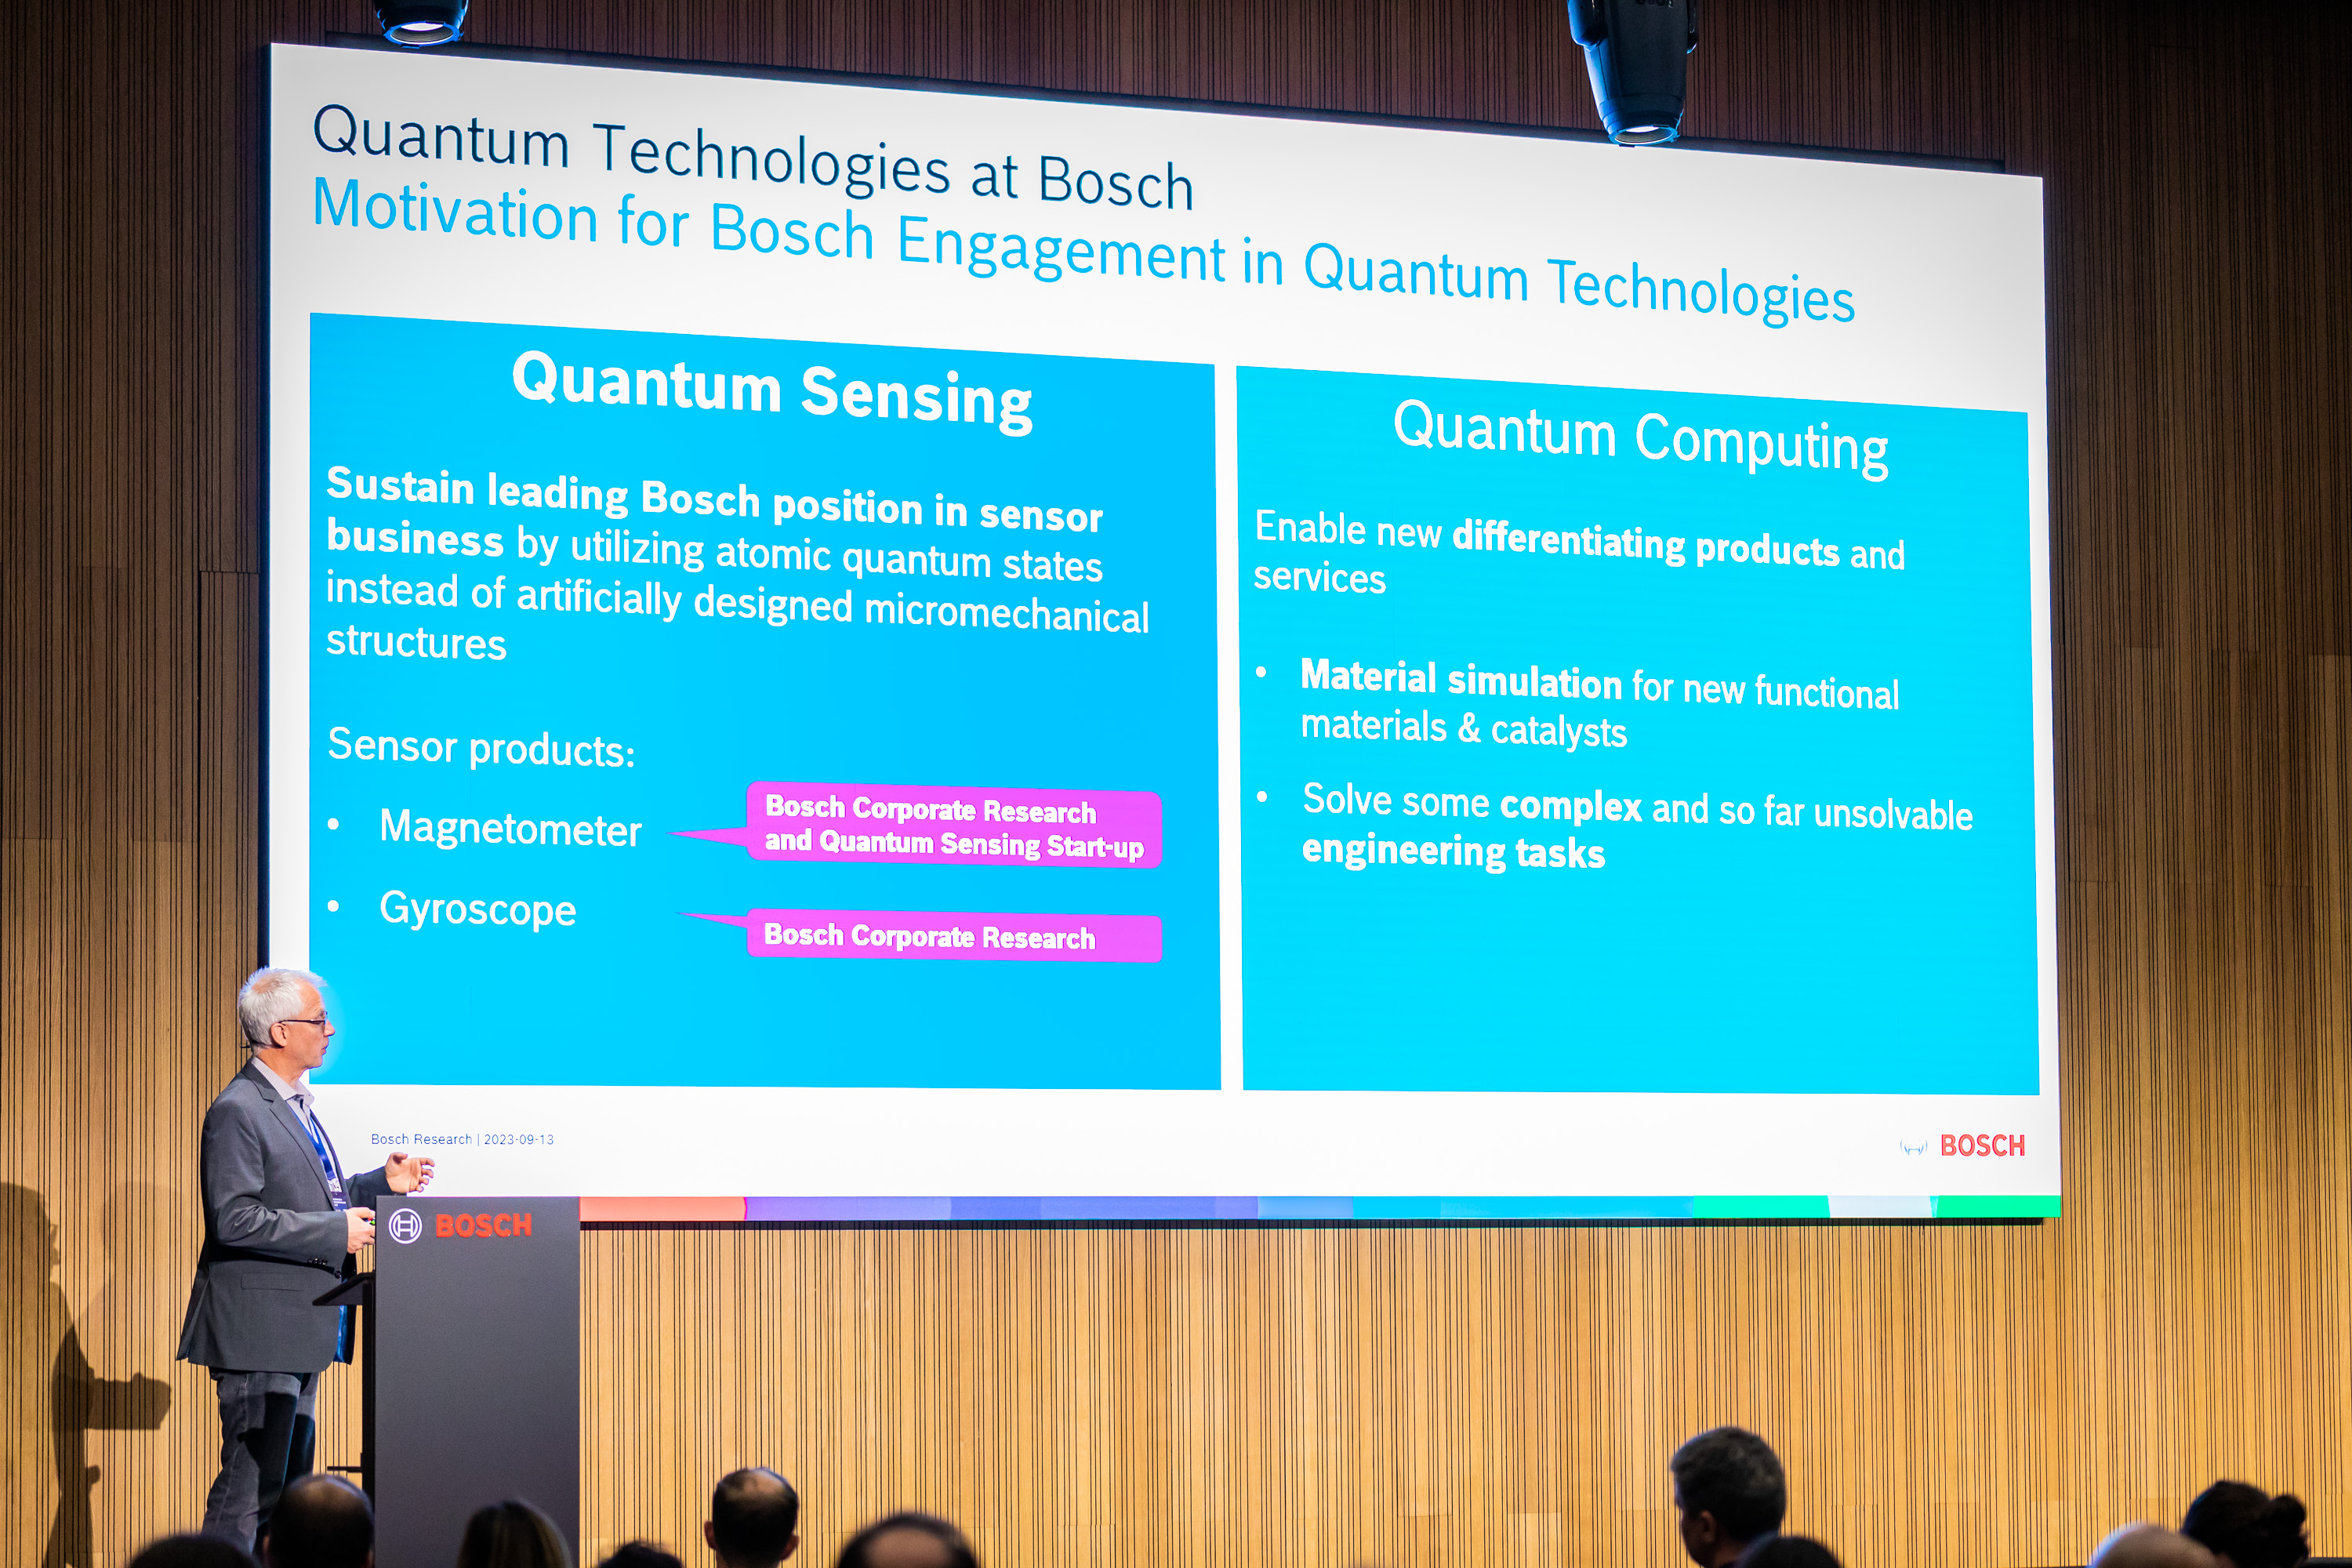 Quantum Technologies at Bosch
Motivation for Bosch Engagement in Quantum Technologies
Quantum Sensing
Sustain leading Bosch position in sensor
business by utilizing atomic quantum states
instead of artificially designed micromechanical
structures
Sensor products:
• Magnetometer
Bosch Corporate Research
and Quantum Sensing Start-up
• Gyroscope
Bosch Corporate Research
Quantum Computing
Enable new differentiating products and
services
• Material simulation for new functional
materials & catalysts
• Solve some complex and so far unsolvable
engineering tasks
Bosch Research | 2023-09-13
BOSCH
BOSCH